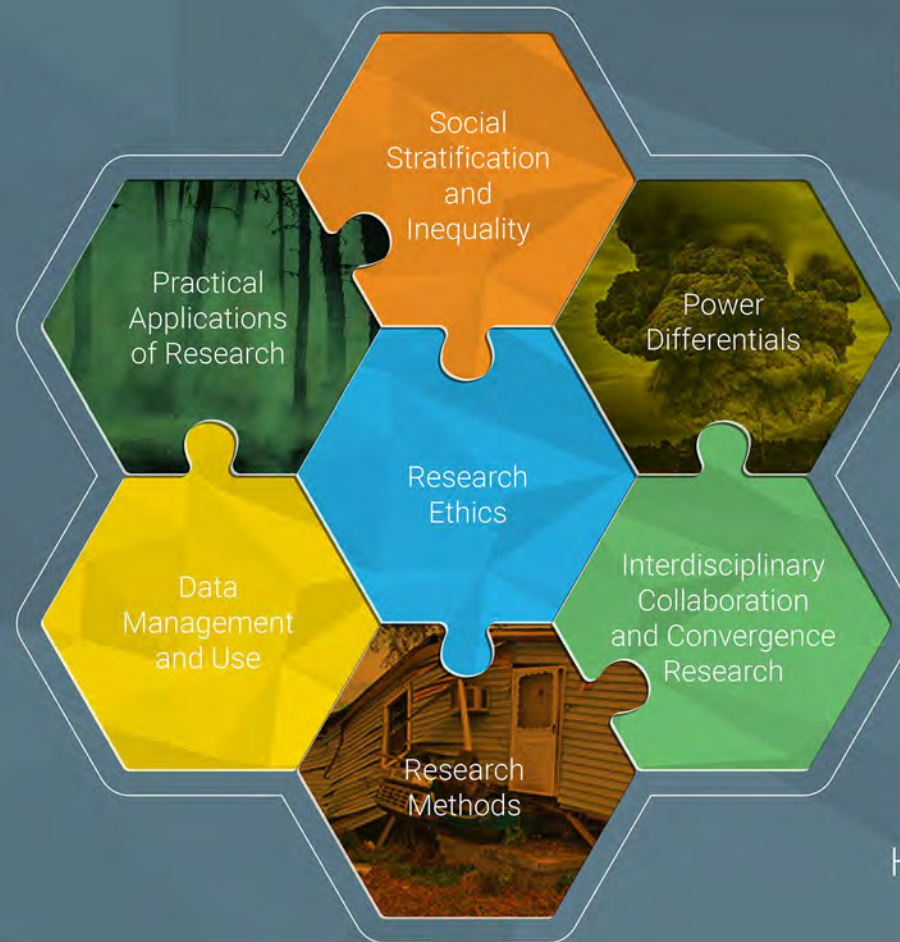 Social
Stratification
and
Inequality
Practical
Applications
of Research
Power
Differentials
Research
Ethics
Data
Management
and Use
Interdisciplinary
Collaboration
and Convergence
Research
Research
Methods
H